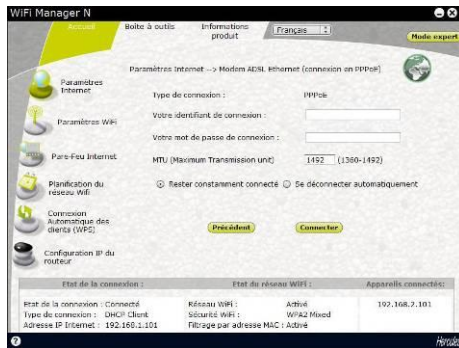 WiFi Manager N
Accueil
Boîte à outils
Informations produit
Français
Mode expert
Paramètres Internet --> Modem ADSL Ethernet (connexion en PPPoE)
Paramètres Internet
Paramètres WiFi
Pare-Feu Internet
Planification du réseau Wifi
Connexion Automatique des clients (WPS)
Configuration IP du routeur
Type de connexion : PPPoE
Votre identifiant de connexion :
Votre mot de passe de connexion :
MTU (Maximum Transmission unit) 1492 (1360-1492)
Rester constamment connecté Se déconnecter automatiquement
Précédent Connecter
Etat de la connexion : Etat du réseau WiFi : Appareils connectés:
Etat de la connexion : Connecté Réseau WiFi : Activé 192.168.2.101
Type de connexion : DHCP Client Sécurité WiFi : WPA2 Mixed
Adresse IP Internet : 192.168.1.101 Filtrage par adresse MAC : Activé
Hercules